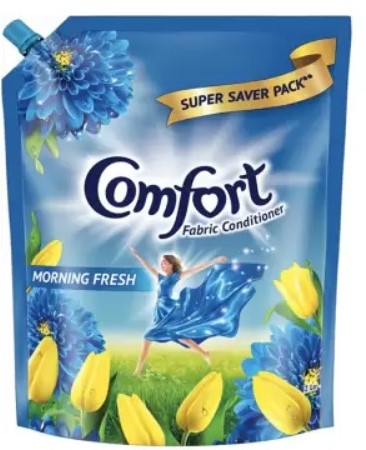 SUPER SAVER PACK**
Comfort
Fabric Conditioner
MORNING FRESH